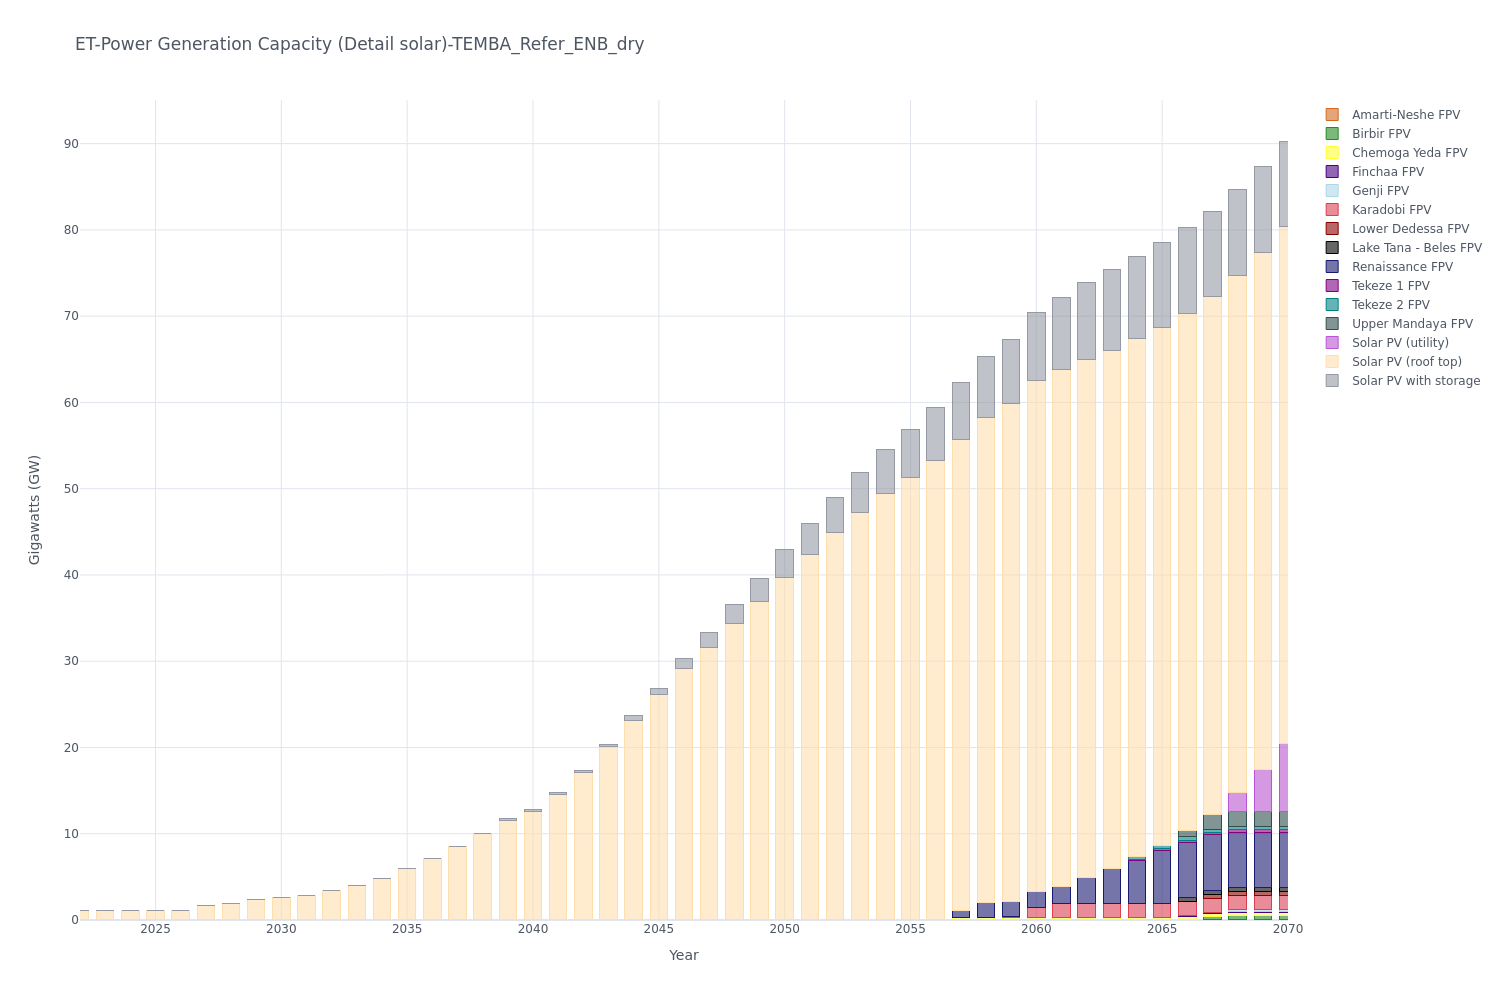 ET-Power Generation Capacity (Detail solar)-TEMBA_Refer_ENB_dry
Gigawatts (GW)
90
80
70
60
50
40
30
20
10
0
2025
2030
2035
2040
2045
2050
2055
2060
2065
2070
Year
Amarti-Neshe FPV
Birbir FPV
Chemoga Yeda FPV
Finchaa FPV
Genji FPV
Karadobi FPV
Lower Dedessa FPV
Lake Tana - Beles FPV
Renaissance FPV
Tekeze 1 FPV
Tekeze 2 FPV
Upper Mandaya FPV
Solar PV (utility)
Solar PV (roof top)
Solar PV with storage